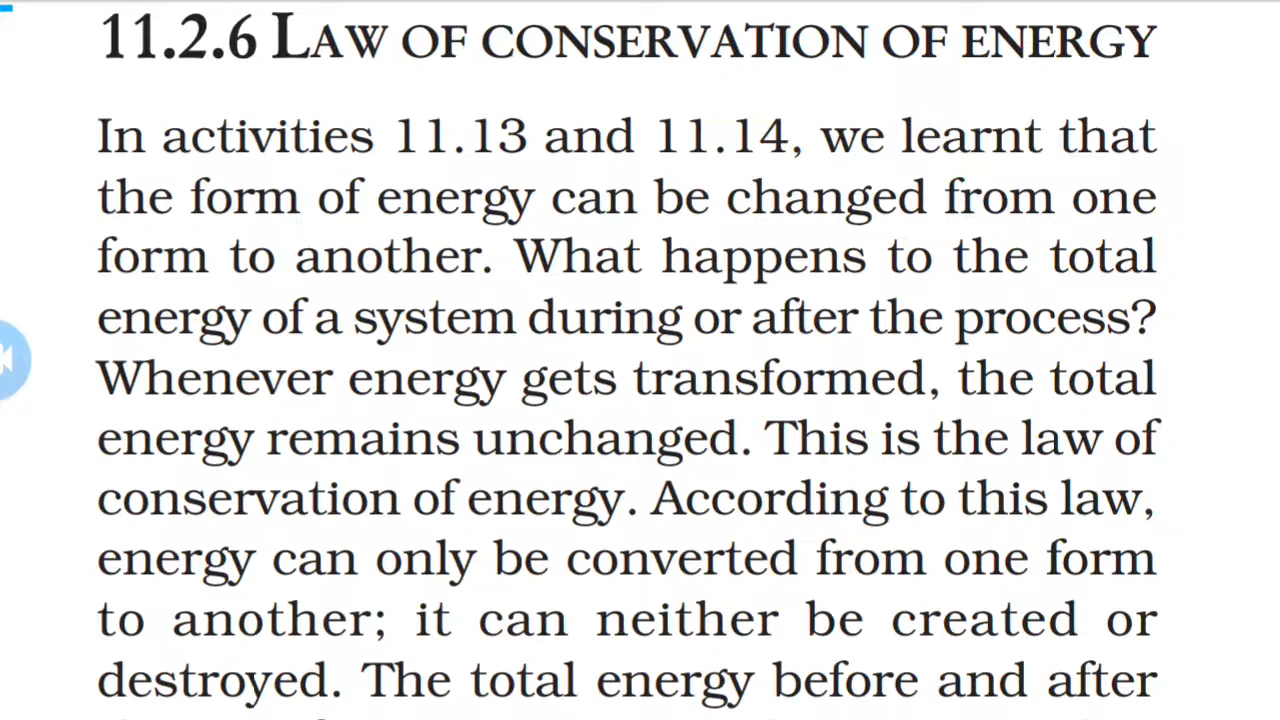 11.2.6 LAW OF CONSERVATION OF ENERGY
In activities 11.13 and 11.14, we learnt that
the form of energy can be changed from one
form to another. What happens to the total
energy of a system during or after the process?
Whenever energy gets transformed, the total
energy remains unchanged. This is the law of
conservation of energy. According to this law,
energy can only be converted from one form
to another; it can neither be created or
destroyed. The total energy before and after